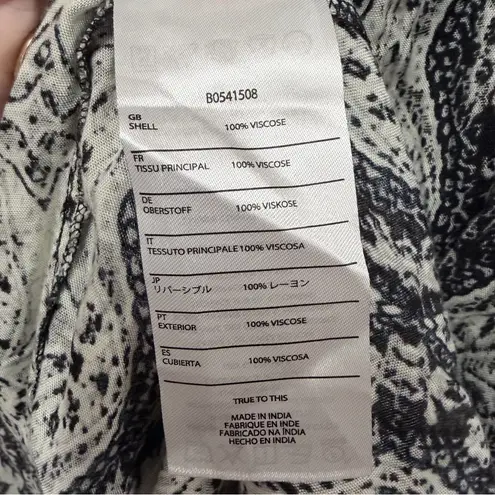 B0541508
GB
SHELL 100% VISCOSE
FR
TISSU PRINCIPAL 100% VISCOSE
DE
OBERSTOFF 100% VISKOSE
IT
TESSUTO PRINCIPALE 100% VISCOSA
JP
リバーシブル 100% レーヨン
PT
EXTERIOR 100% VISCOSE
ES
CUBIERTA 100% VISCOSA
TRUE TO THIS
MADE IN INDIA
FABRIQUE EN INDE
FABRICADO NA ÍNDIA
HECHO EN INDIA